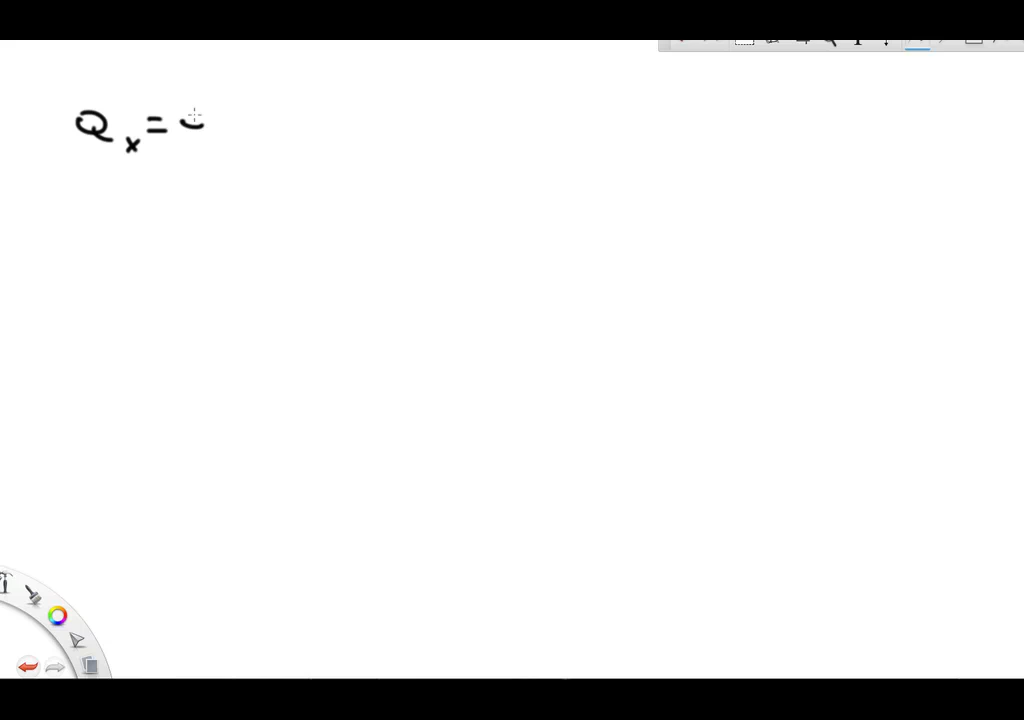 Qx =